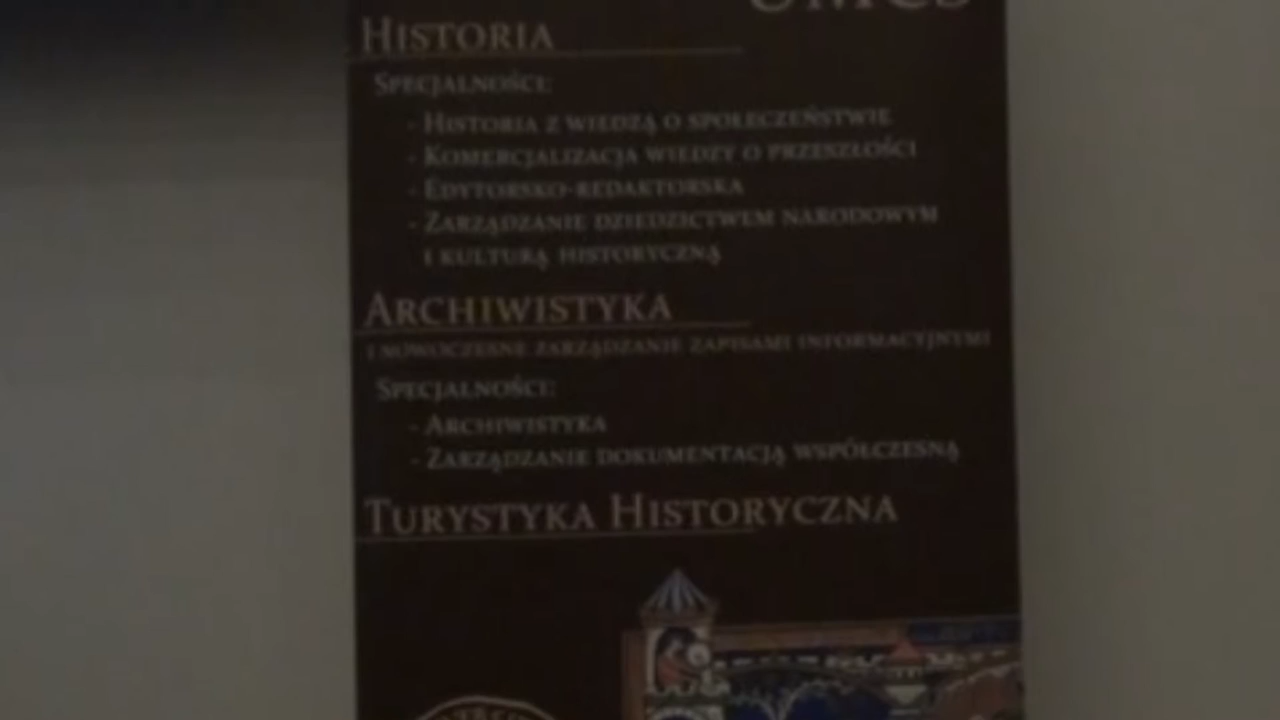 UMCS
HISTORIA
SPECJALNOŚCI:
- HISTORIA Z WIEDZĄ O SPOŁECZEŃSTWIE
- KOMERCJALIZACJA WIEDZY O PRZESZŁOŚCI
- EDYTORSKO-REDAKTORSKA
- ZARZĄDZANIE DZIEDZICTWEM NARODOWYM
I KULTURĄ HISTORYCZNĄ
ARCHIWISTYKA
I NOWOCZESNE ZARZĄDZANIE ZAPISAMI INFORMACYJNYMI
SPECJALNOŚCI:
- ARCHIWISTYKA
- ZARZĄDZANIE DOKUMENTACJĄ WSPÓŁCZESNĄ
TURYSTYKA HISTORYCZNA